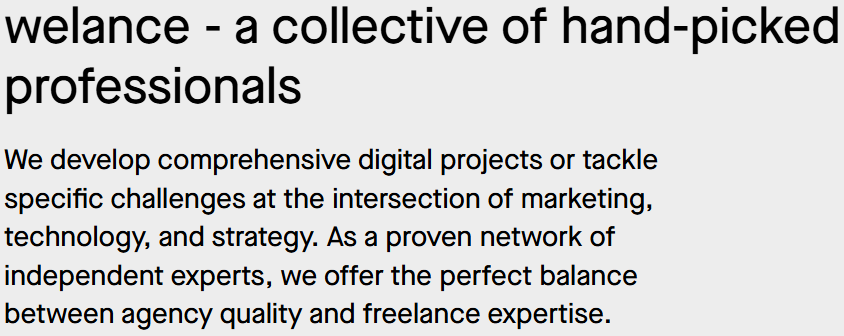 welance - a collective of hand-picked
professionals
We develop comprehensive digital projects or tackle
specific challenges at the intersection of marketing,
technology, and strategy. As a proven network of
independent experts, we offer the perfect balance
between agency quality and freelance expertise.